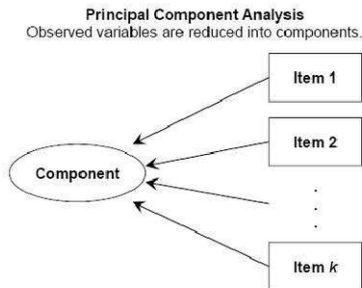 Principal Component Analysis
Observed variables are reduced into components.
Item 1
Item 2
Component
.
.
.
Item k